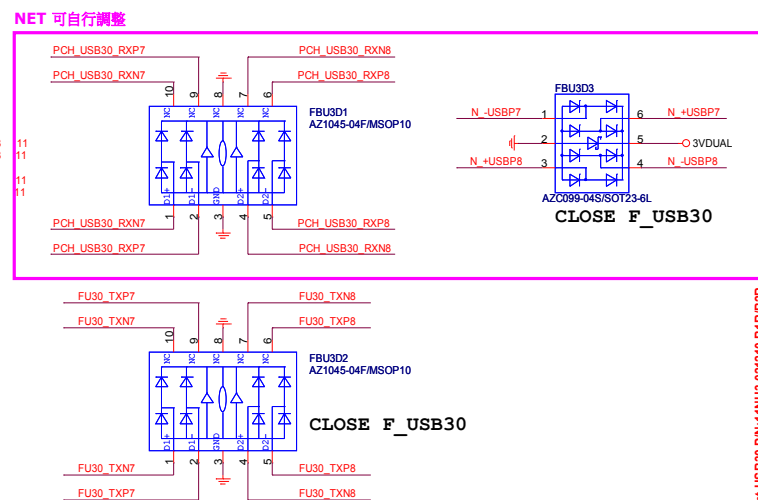 NET 可自行調整
PCH_USB30_RXP7
PCH_USB30_RXN8
PCH_USB30_RXN7
PCH_USB30_RXP8
10
9
8
7
6
NC
NC
NC
NC
FBU3D1
AZ1045-04F/MSOP10
D1+
D1-
GND
D2+
D2-
1
2
3
4
5
PCH_USB30_RXN7
PCH_USB30_RXP8
PCH_USB30_RXP7
PCH_USB30_RXN8
11
11
11
11
FBU3D3
N_-USBP7
1
6
N_+USBP7
2
5
3VDUAL
N_+USBP8
3
4
N_-USBP8
AZC099-04S/SOT23-6L
CLOSE F_USB30
FU30_TXP7
FU30_TXN8
FU30_TXN7
FU30_TXP8
10
9
8
7
6
NC
NC
NC
NC
FBU3D2
AZ1045-04F/MSOP10
CLOSE F_USB30
D1+
D1-
GND
D2+
D2-
1
2
3
4
5
FU30_TXN7
FU30_TXP8
FU30_TXP7
FU30_TXN8